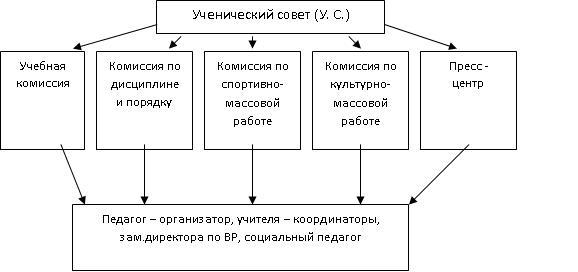 Ученический совет (У. С.)
Учебная
комиссия
Комиссия по
дисциплине
и порядку
Комиссия по
спортивно-
массовой
работе
Комиссия по
культурно-
массовой
работе
Пресс -
центр
Педагог – организатор, учителя – координаторы,
зам.директора по ВР, социальный педагог